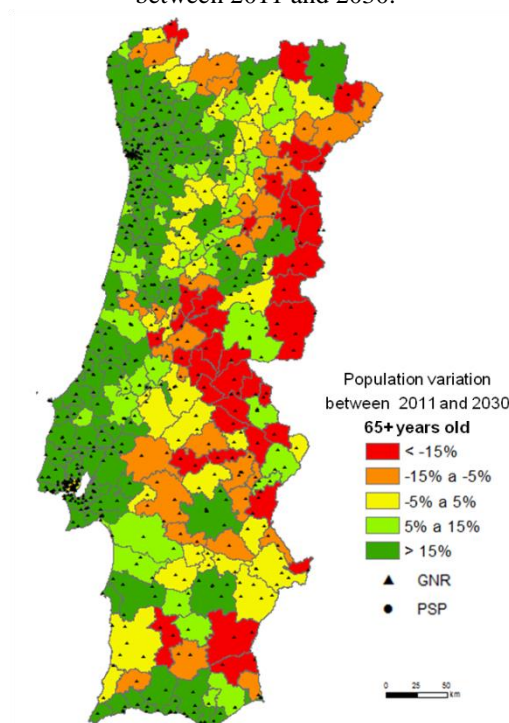 between 2011 and 2030.
Population variation
between 2011 and 2030
65+ years old
< -15%
-15% a -5%
-5% a 5%
5% a 15%
> 15%
GNR
PSP
0 25 50
km